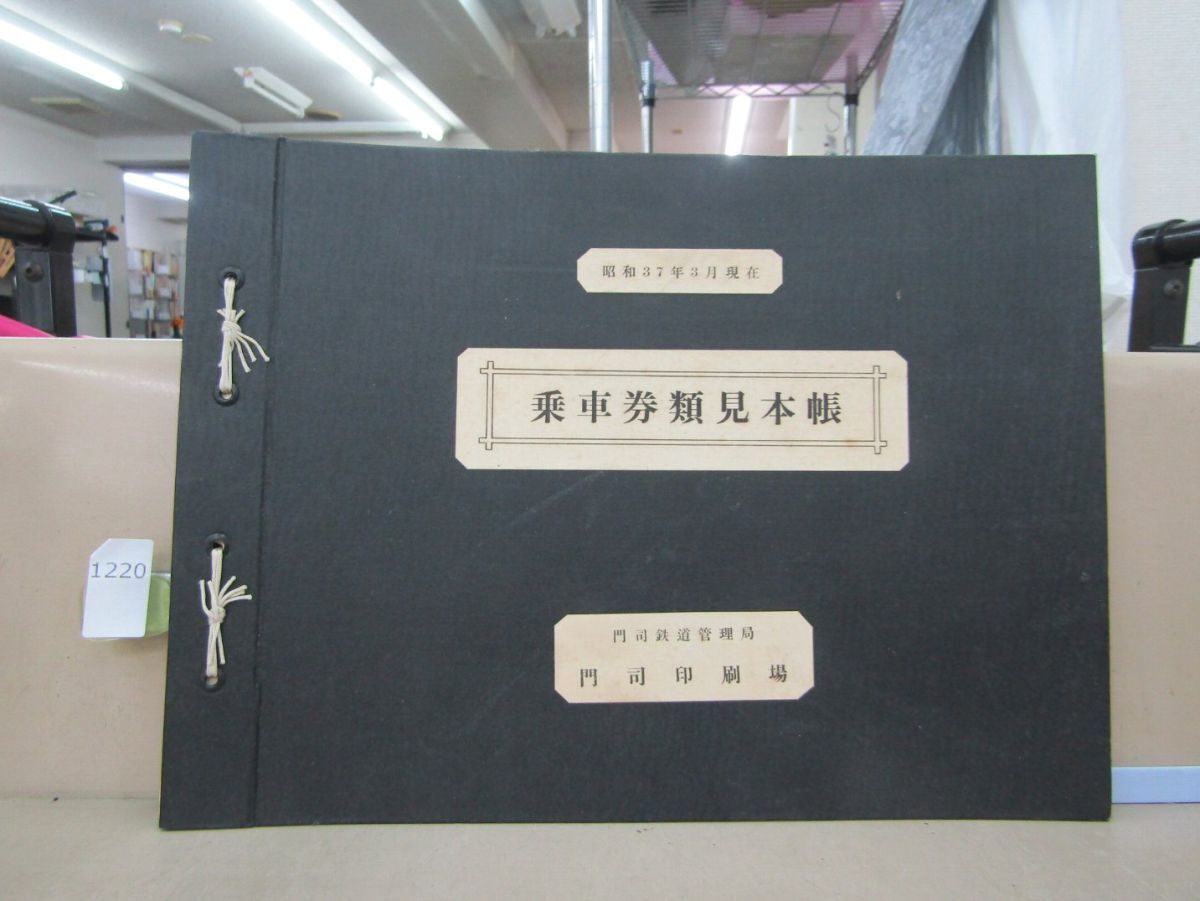 昭和37年3月現在
乗車券類見本帳
門司鉄道管理局
門司印刷場
1220